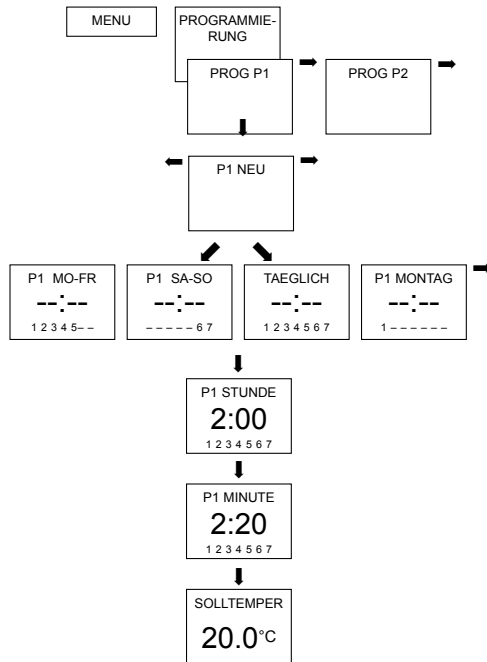 MENU
PROGRAMMIE-
RUNG
PROG P1
PROG P2
P1 NEU
P1 MO-FR
--:--
1 2 3 4 5 – –
P1 SA-SO
--:--
– – – – – 6 7
TAEGLICH
--:--
1 2 3 4 5 6 7
P1 MONTAG
--:--
1 – – – – – –
P1 STUNDE
2:00
1 2 3 4 5 6 7
P1 MINUTE
2:20
1 2 3 4 5 6 7
SOLLTEMPER
20.0°C